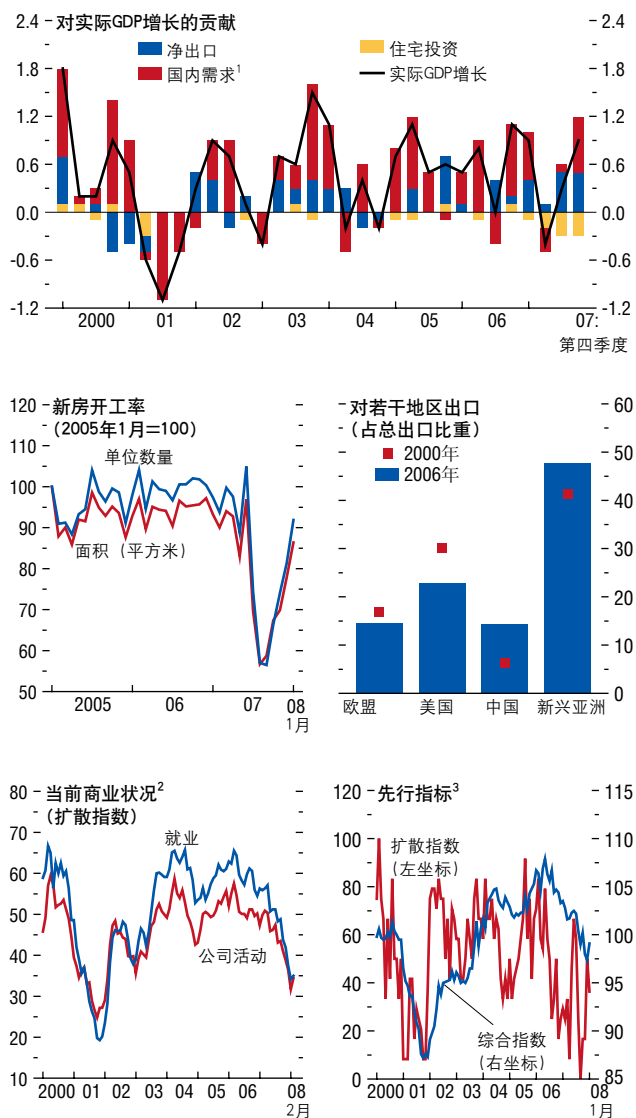 对实际GDP增长的贡献
净出口
住宅投资
国内需求1
实际GDP增长
2.4
1.8
1.2
0.6
0.0
-0.6
-1.2
2.4
1.8
1.2
0.6
0.0
-0.6
-1.2
2000 01 02 03 04 05 06 07:
第四季度
新房开工率
(2005年1月=100)
单位数量
面积（平方米）
120
110
100
90
80
70
60
50
2005 06 07 08
1月
对若干地区出口
(占总出口比重)
2000年
2006年
60
50
40
30
20
10
0
欧盟 美国 中国 新兴亚洲
当前商业状况2
(扩散指数)
就业
公司活动
80
70
60
50
40
30
20
10
2000 01 02 03 04 05 06 08
2月
先行指标3
扩散指数
(左坐标)
综合指数
(右坐标)
120
100
80
60
40
20
0
115
110
105
100
95
90
85
2000 01 02 03 04 05 06 08
1月